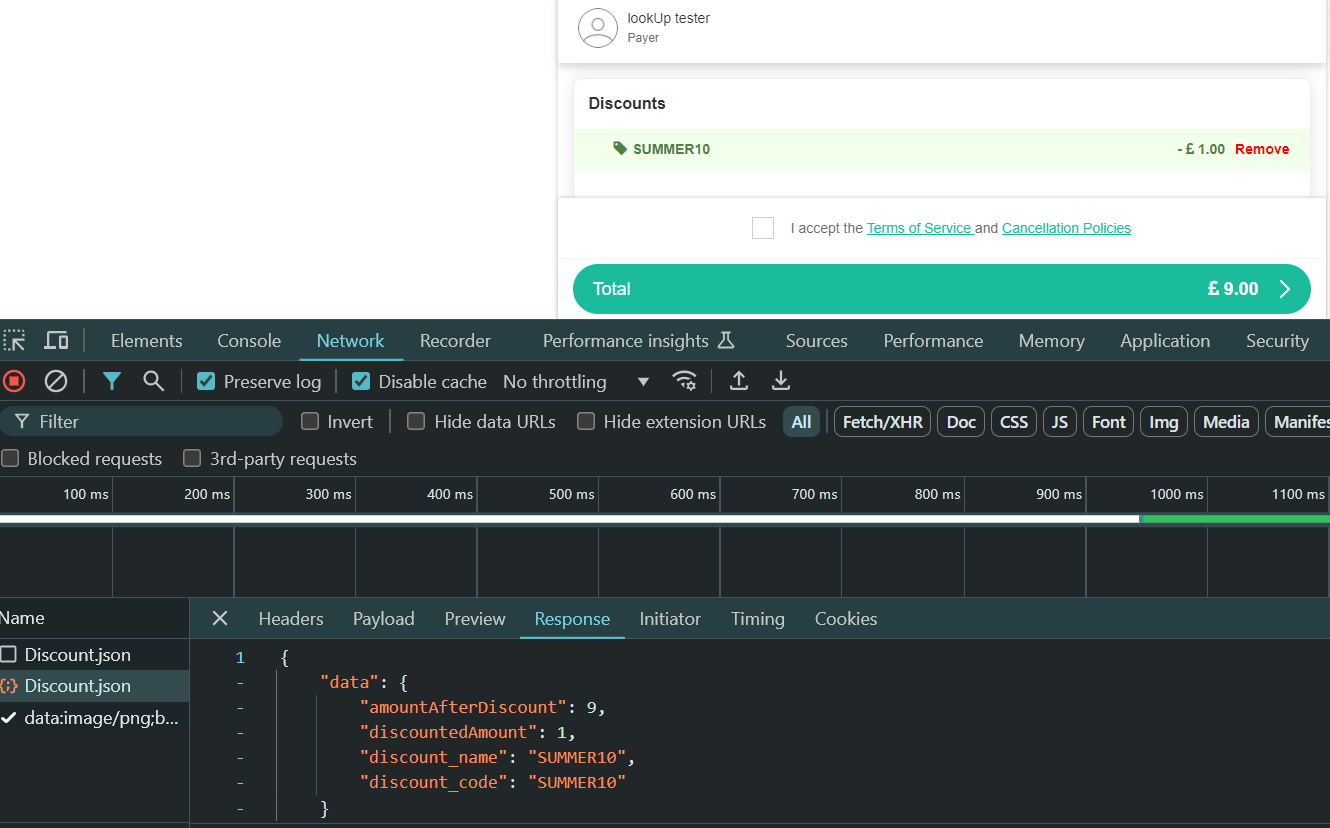 lookUp tester
Payer
Discounts
SUMMER10 - £ 1.00 Remove
I accept the Terms of Service and Cancellation Policies
Total £ 9.00
Elements Console Network Recorder Performance insights Sources Performance Memory Application Security
Preserve log Disable cache No throttling
Filter Invert Hide data URLs Hide extension URLs All Fetch/XHR Doc CSS JS Font Img Media Manifes
Blocked requests 3rd-party requests
100 ms 200 ms 300 ms 400 ms 500 ms 600 ms 700 ms 800 ms 900 ms 1000 ms 1100 ms
Name Headers Payload Preview Response Initiator Timing Cookies
Discount.json
Discount.json
data:image/png;b...
1 {
- "data": {
- "amountAfterDiscount": 9,
- "discountedAmount": 1,
- "discount_name": "SUMMER10",
- "discount_code": "SUMMER10"
- }